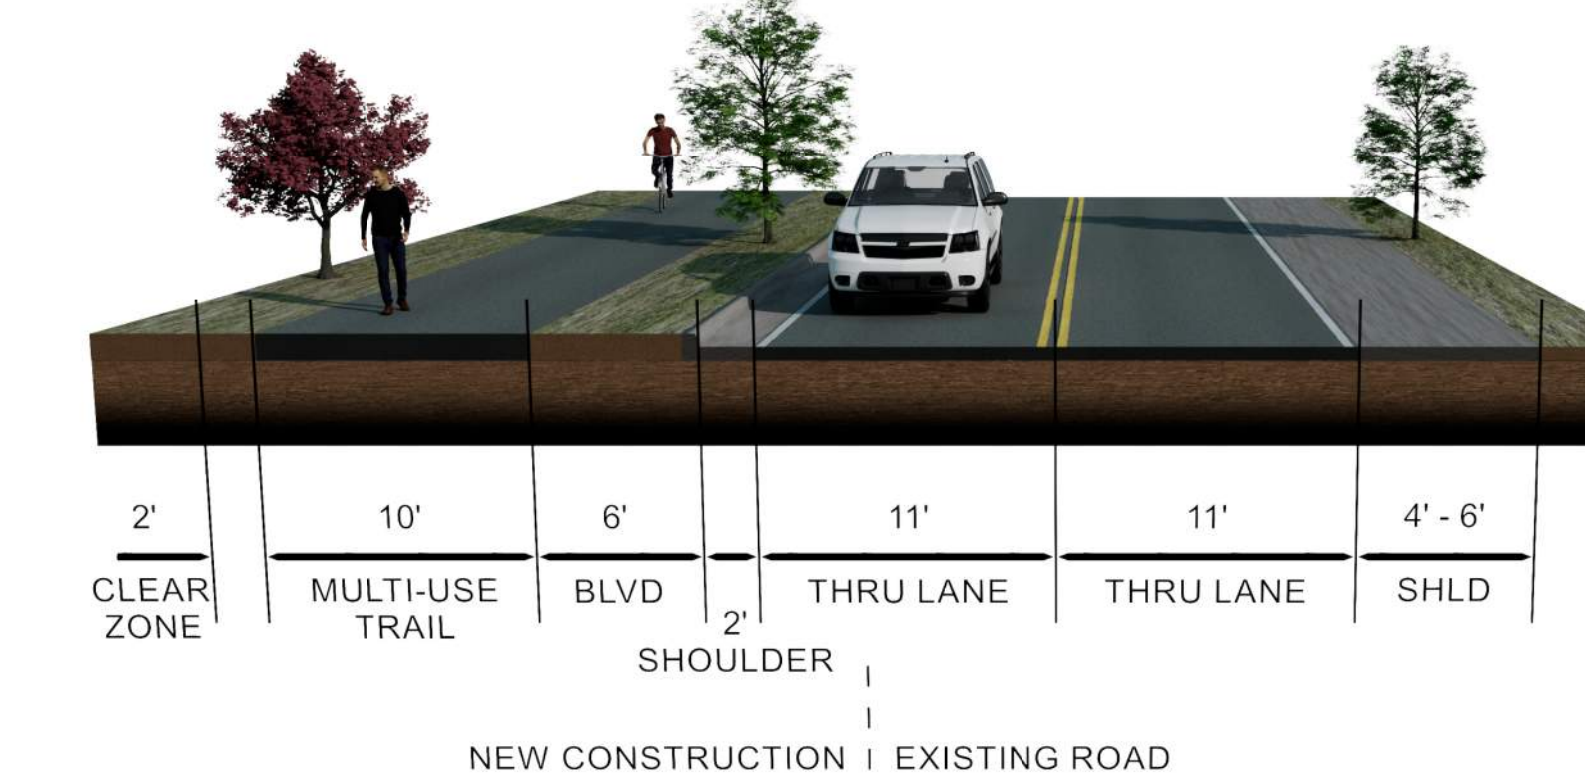 2' 10' 6' 11' 11' 4' - 6'
CLEAR MULTI-USE BLVD THRU LANE THRU LANE SHLD
ZONE TRAIL 2'
SHOULDER
NEW CONSTRUCTION EXISTING ROAD